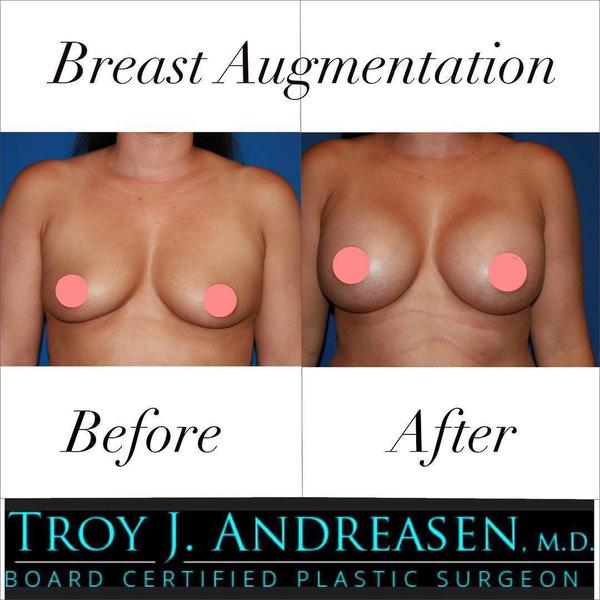 Breast Augmentation
Before After
TROY J. ANDREASEN, M.D.
BOARD CERTIFIED PLASTIC SURGEON